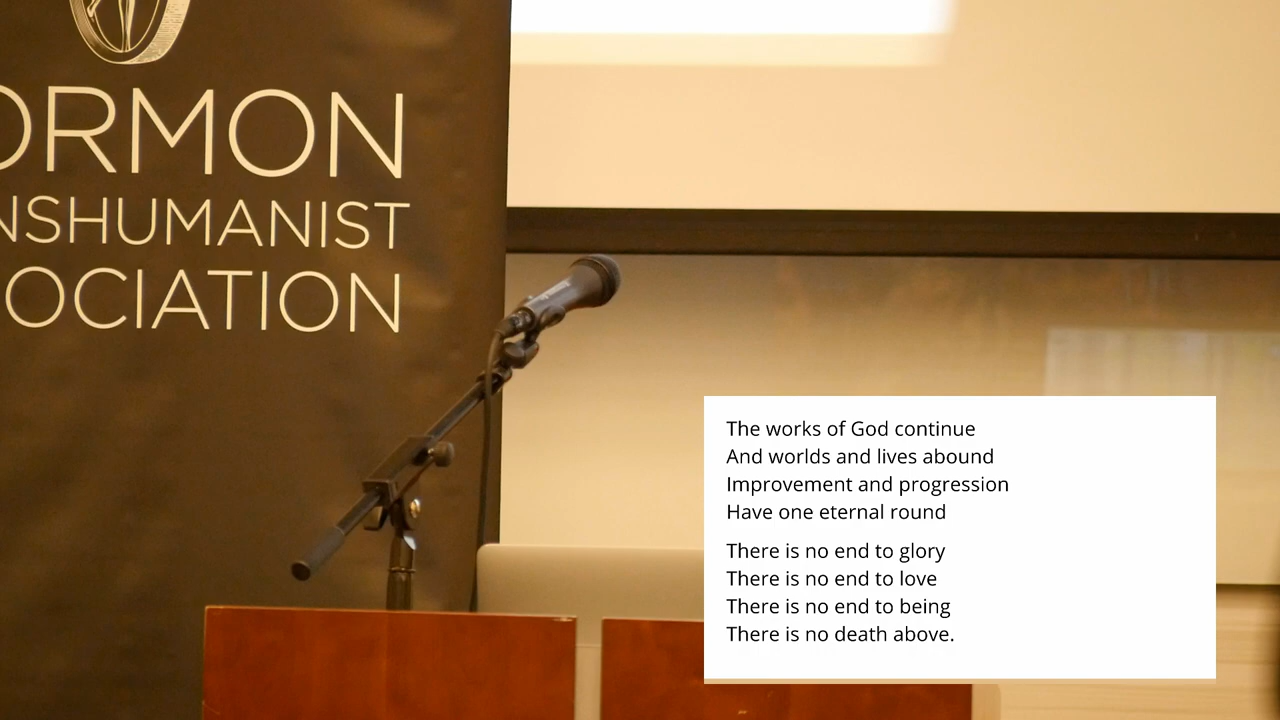 ORMON
NSHUMANIST
OCIATION
The works of God continue
And worlds and lives abound
Improvement and progression
Have one eternal round
There is no end to glory
There is no end to love
There is no end to being
There is no death above.